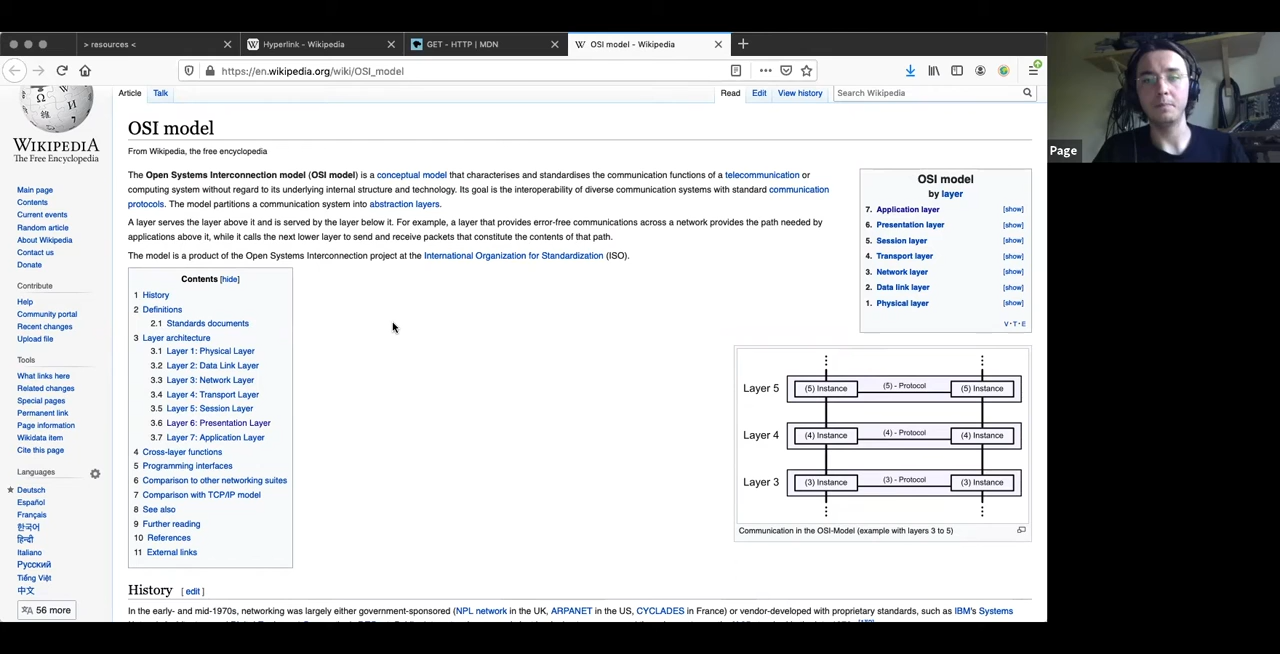 > resources <
Hyperlink - Wikipedia
GET - HTTP | MDN
OSI model - Wikipedia
https://en.wikipedia.org/wiki/OSI_model
Page
WIKIPEDIA
The Free Encyclopedia
Main page
Contents
Current events
Random article
About Wikipedia
Contact us
Donate
Contribute
Help
Community portal
Recent changes
Upload file
Tools
What links here
Related changes
Special pages
Permanent link
Page information
Wikidata item
Cite this page
Languages
Deutsch
Español
Français
한국어
हिन्दी
Italiano
Русский
Tiếng Việt
中文
56 more
Article Talk
Read Edit View history Search Wikipedia
OSI model
From Wikipedia, the free encyclopedia
The Open Systems Interconnection model (OSI model) is a conceptual model that characterises and standardises the communication functions of a telecommunication or
computing system without regard to its underlying internal structure and technology. Its goal is the interoperability of diverse communication systems with standard communication
protocols. The model partitions a communication system into abstraction layers.
A layer serves the layer above it and is served by the layer below it. For example, a layer that provides error-free communications across a network provides the path needed by
applications above it, while it calls the next lower layer to send and receive packets that constitute the contents of that path.
The model is a product of the Open Systems Interconnection project at the International Organization for Standardization (ISO).
Contents [hide]
1 History
2 Definitions
2.1 Standards documents
3 Layer architecture
3.1 Layer 1: Physical Layer
3.2 Layer 2: Data Link Layer
3.3 Layer 3: Network Layer
3.4 Layer 4: Transport Layer
3.5 Layer 5: Session Layer
3.6 Layer 6: Presentation Layer
3.7 Layer 7: Application Layer
4 Cross-layer functions
5 Programming interfaces
6 Comparison to other networking suites
7 Comparison with TCP/IP model
8 See also
9 Further reading
10 References
11 External links
OSI model
by layer
7. Application layer [show]
6. Presentation layer [show]
5. Session layer [show]
4. Transport layer [show]
3. Network layer [show]
2. Data link layer [show]
1. Physical layer [show]
V·T·E
Layer 5 (5) Instance (5) - Protocol (5) Instance
Layer 4 (4) Instance (4) - Protocol (4) Instance
Layer 3 (3) Instance (3) - Protocol (3) Instance
Communication in the OSI-Model (example with layers 3 to 5)
History [ edit ]
In the early- and mid-1970s, networking was largely either government-sponsored (NPL network in the UK, ARPANET in the US, CYCLADES in France) or vendor-developed with proprietary standards, such as IBM's Systems